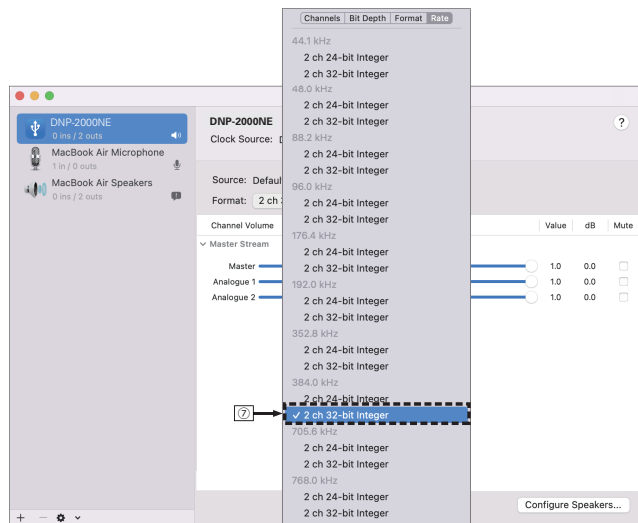 Channels Bit Depth Format Rate
44.1 kHz
2 ch 24-bit Integer
2 ch 32-bit Integer
48.0 kHz
2 ch 24-bit Integer
2 ch 32-bit Integer
88.2 kHz
2 ch 24-bit Integer
2 ch 32-bit Integer
96.0 kHz
2 ch 24-bit Integer
2 ch 32-bit Integer
176.4 kHz
2 ch 24-bit Integer
2 ch 32-bit Integer
192.0 kHz
2 ch 24-bit Integer
2 ch 32-bit Integer
352.8 kHz
2 ch 24-bit Integer
2 ch 32-bit Integer
384.0 kHz
2 ch 24-bit Integer
⑦
✓ 2 ch 32-bit Integer
705.6 kHz
2 ch 24-bit Integer
2 ch 32-bit Integer
768.0 kHz
2 ch 24-bit Integer
2 ch 32-bit Integer
DNP-2000NE
0 ins / 2 outs
MacBook Air Microphone
1 in / 0 outs
MacBook Air Speakers
0 ins / 2 outs
DNP-2000NE
?
Clock Source:
Source: Defaul
Format: 2 ch
Channel Volume Value dB Mute
Master Stream
Master 1.0 0.0
Analogue 1 1.0 0.0
Analogue 2 1.0 0.0
Configure Speakers...